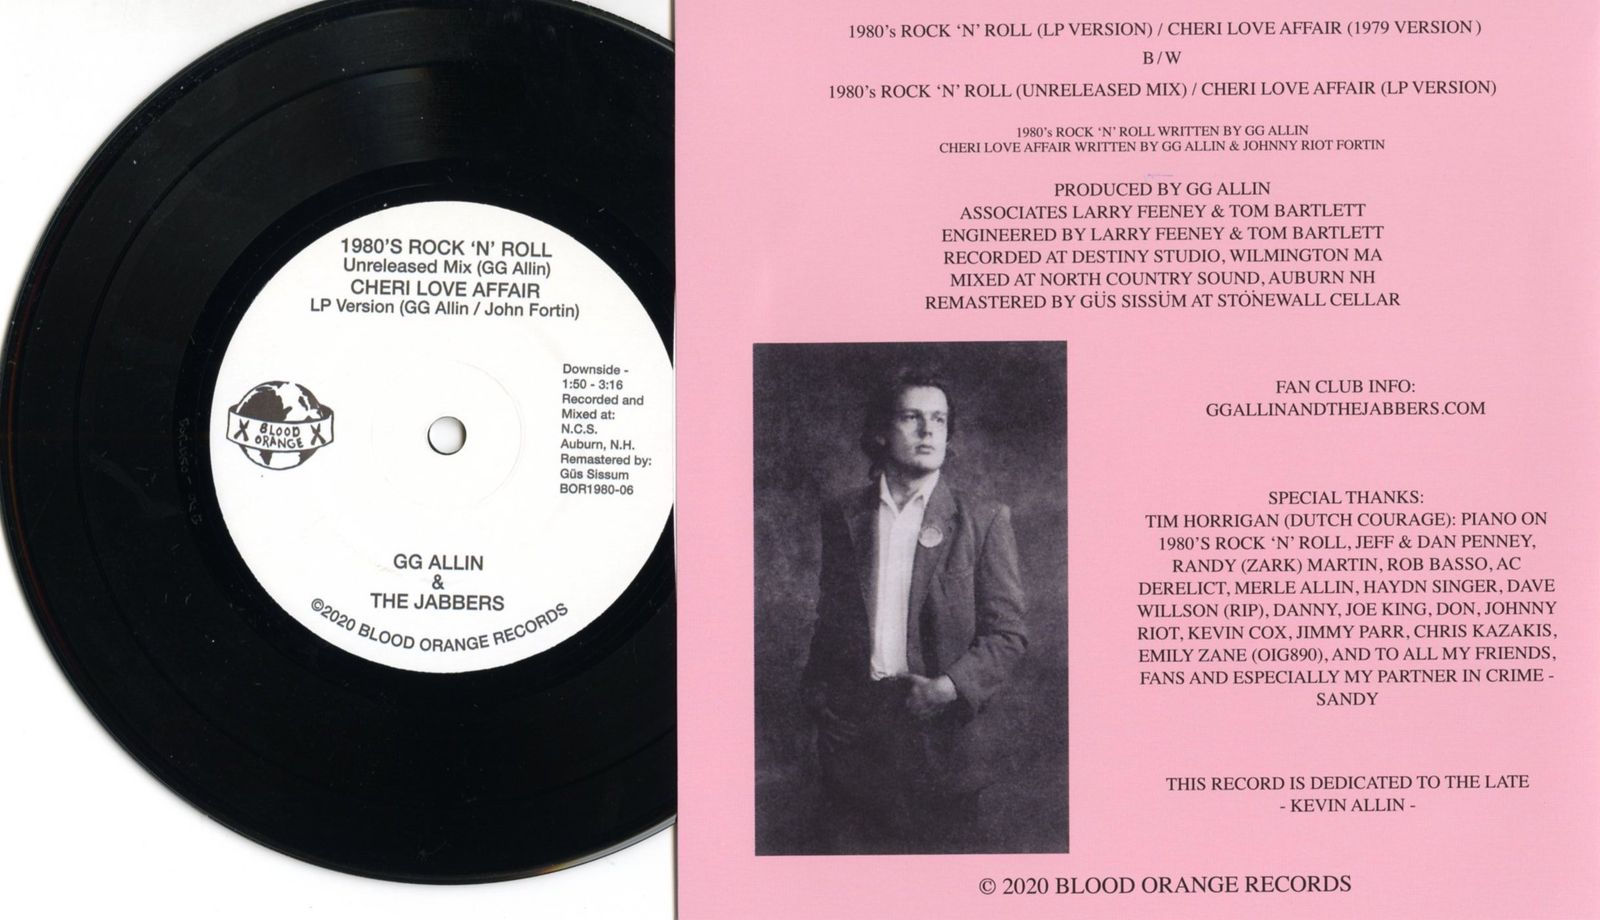 1980'S ROCK 'N' ROLL
Unreleased Mix (GG Allin)
CHERI LOVE AFFAIR
LP Version (GG Allin / John Fortin)
BLOOD
ORANGE
Downside -
1:50 - 3:16
Recorded and
Mixed at:
N.C.S.
Auburn, N.H.
Remastered by:
Güs Sissum
BOR1980-06
GG ALLIN
&
THE JABBERS
©2020 BLOOD ORANGE RECORDS
1980's ROCK 'N' ROLL (LP VERSION) / CHERI LOVE AFFAIR (1979 VERSION )
B / W
1980's ROCK 'N' ROLL (UNRELEASED MIX) / CHERI LOVE AFFAIR (LP VERSION)
1980's ROCK 'N' ROLL WRITTEN BY GG ALLIN
CHERI LOVE AFFAIR WRITTEN BY GG ALLIN & JOHNNY RIOT FORTIN
PRODUCED BY GG ALLIN
ASSOCIATES LARRY FEENEY & TOM BARTLETT
ENGINEERED BY LARRY FEENEY & TOM BARTLETT
RECORDED AT DESTINY STUDIO, WILMINGTON MA
MIXED AT NORTH COUNTRY SOUND, AUBURN NH
REMASTERED BY GÜS SISSÜM AT STÖNEWALL CELLAR
FAN CLUB INFO:
GGALLINANDTHEJABBERS.COM
SPECIAL THANKS:
TIM HORRIGAN (DUTCH COURAGE): PIANO ON
1980'S ROCK 'N' ROLL, JEFF & DAN PENNEY,
RANDY (ZARK) MARTIN, ROB BASSO, AC
DERELICT, MERLE ALLIN, HAYDN SINGER, DAVE
WILLSON (RIP), DANNY, JOE KING, DON, JOHNNY
RIOT, KEVIN COX, JIMMY PARR, CHRIS KAZAKIS,
EMILY ZANE (OIG890), AND TO ALL MY FRIENDS,
FANS AND ESPECIALLY MY PARTNER IN CRIME -
SANDY
THIS RECORD IS DEDICATED TO THE LATE
- KEVIN ALLIN -
© 2020 BLOOD ORANGE RECORDS